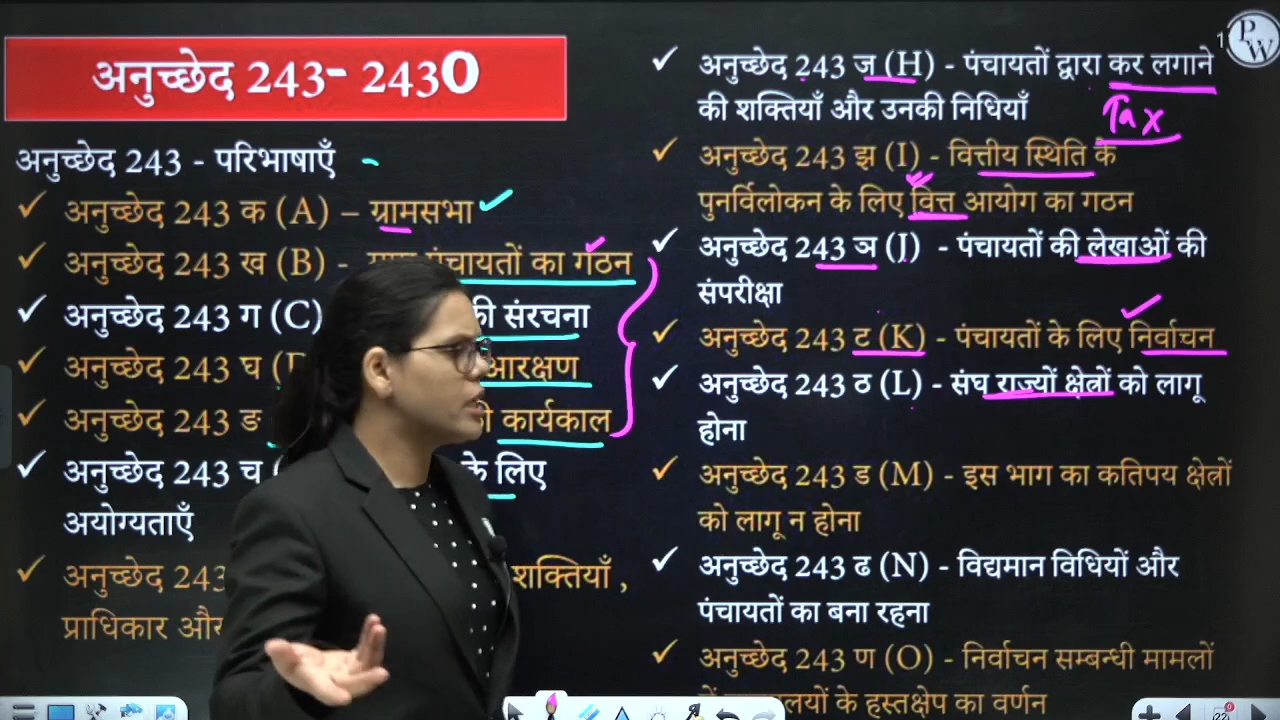 अनुच्छेद 243- 243O
अनुच्छेद 243 - परिभाषाएँ -
✓ अनुच्छेद 243 क (A) – ग्रामसभा
✓ अनुच्छेद 243 ख (B) - पंचायतों का गठन
✓ अनुच्छेद 243 ग (C) की संरचना
✓ अनुच्छेद 243 घ आरक्षण
✓ अनुच्छेद 243 ङ कार्यकाल
✓ अनुच्छेद 243 च के लिए
अयोग्यताएँ
✓ अनुच्छेद 243 शक्तियाँ ,
प्राधिकार और
✓ अनुच्छेद 243 ज (H) - पंचायतों द्वारा कर लगाने
की शक्तियाँ और उनकी निधियाँ
Tax
✓ अनुच्छेद 243 झ (I) - वित्तीय स्थिति के
पुनर्विलोकन के लिए वित्त आयोग का गठन
✓ अनुच्छेद 243 ञ (J) - पंचायतों की लेखाओं की
संपरीक्षा
✓ अनुच्छेद 243 ट (K) - पंचायतों के लिए निर्वाचन
✓ अनुच्छेद 243 ठ (L) - संघ राज्यों क्षेत्रों को लागू
होना
✓ अनुच्छेद 243 ड (M) - इस भाग का कतिपय क्षेत्रों
को लागू न होना
✓ अनुच्छेद 243 ढ (N) - विद्यमान विधियों और
पंचायतों का बना रहना
✓ अनुच्छेद 243 ण (O) - निर्वाचन सम्बन्धी मामलों
के हस्तक्षेप का वर्णन
PW
22